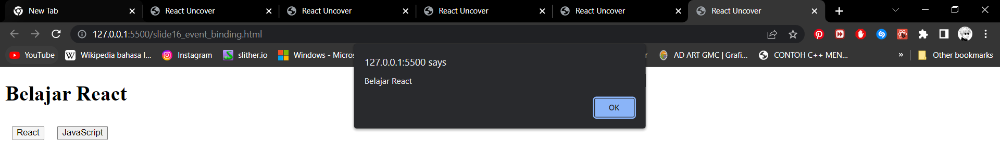 New Tab
React Uncover
React Uncover
React Uncover
React Uncover
React Uncover
127.0.0.1:5500/slide16_event_binding.html
YouTube
Wikipedia bahasa I...
Instagram
slither.io
Windows - Micros
AD ART GMC | Grafi...
CONTOH C++ MEN...
»
Other bookmarks
127.0.0.1:5500 says
Belajar React
OK
Belajar React
React
JavaScript